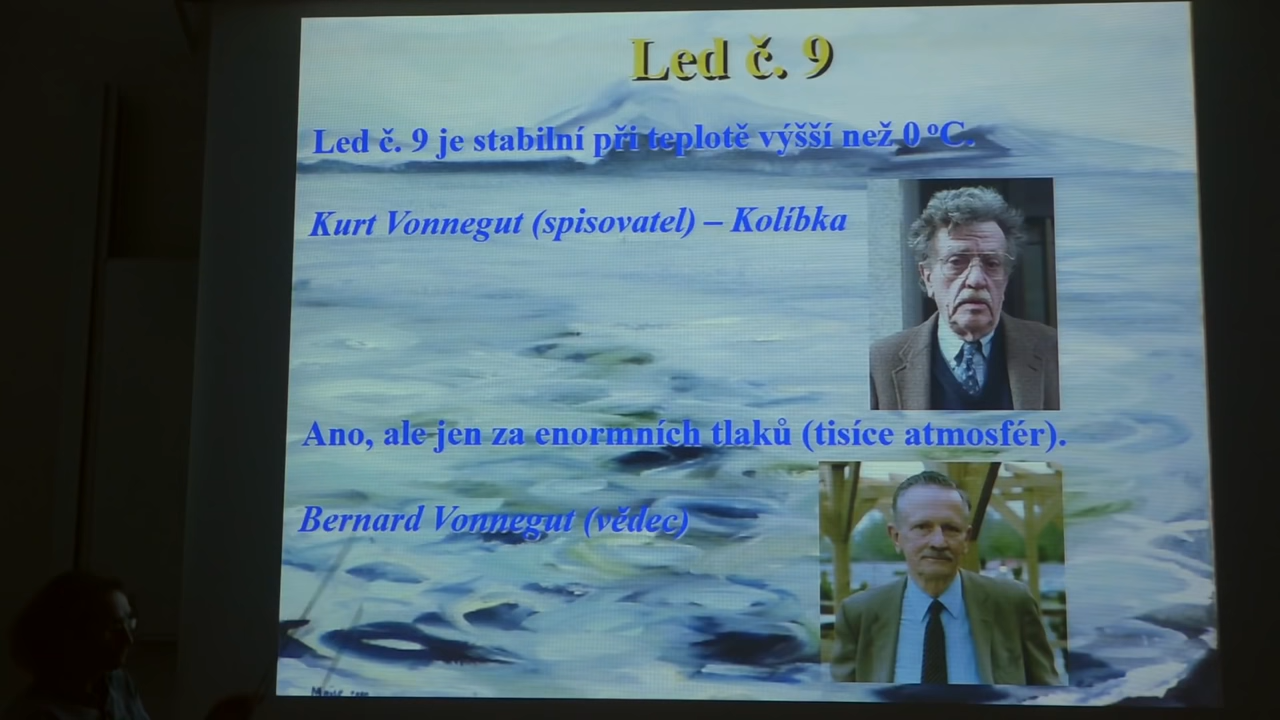 Led č. 9
Led č. 9 je stabilní při teplotě výšší než 0 ºC.
Kurt Vonnegut (spisovatel) – Kolíbka
Ano, ale jen za enormních tlaků (tisíce atmosfér).
Bernard Vonnegut (vědec)